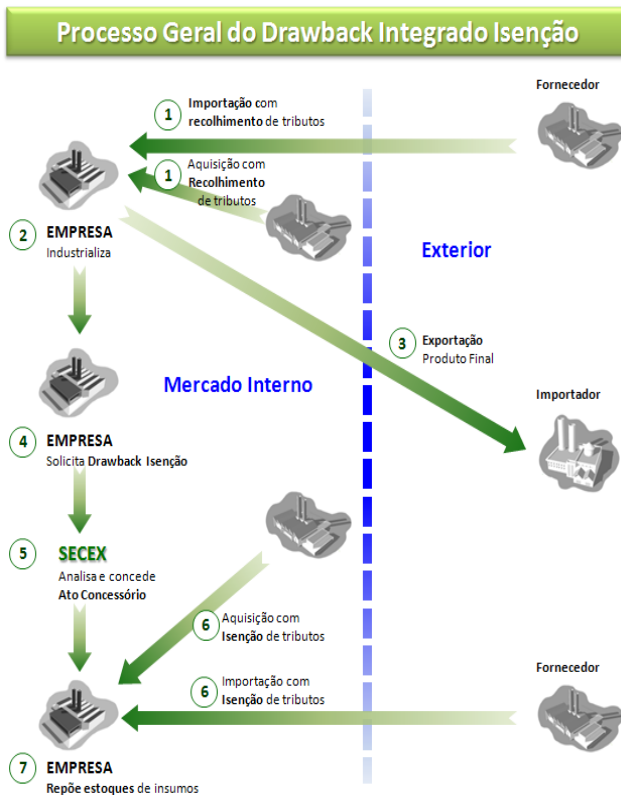 Processo Geral do Drawback Integrado Isenção
Fornecedor
1
Importação com
recolhimento de tributos
1
Aquisição com
Recolhimento
de tributos
2
EMPRESA
Industrializa
Exterior
3
Exportação
Produto Final
Mercado Interno
Importador
4
EMPRESA
Solicita Drawback Isenção
5
SECEX
Analisa e concede
Ato Concessório
6
Aquisição com
Isenção de tributos
6
Importação com
Isenção de tributos
Fornecedor
7
EMPRESA
Repõe estoques de insumos